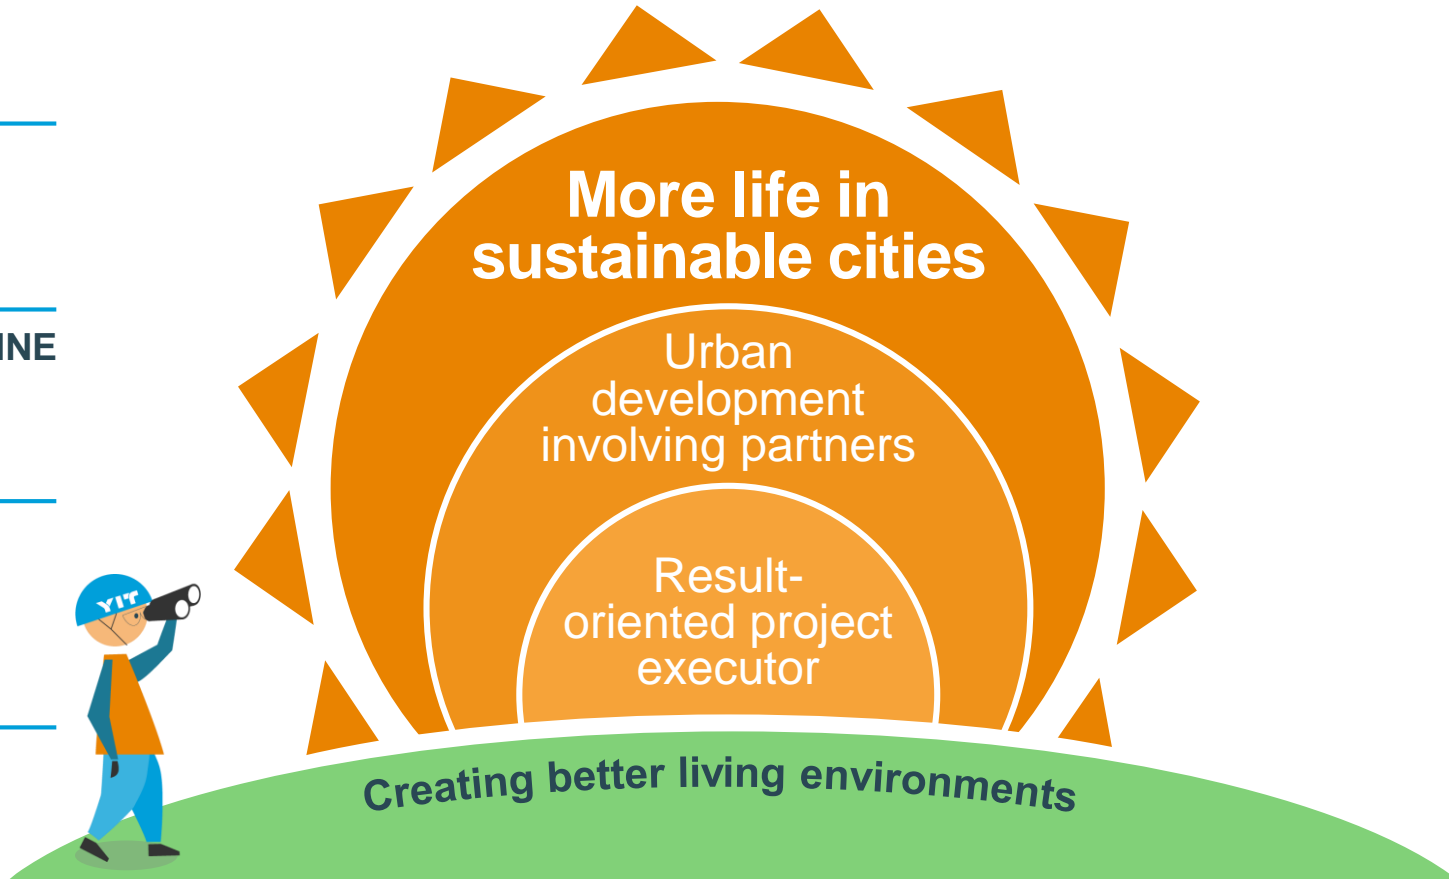 More life in
sustainable cities
INE
Urban
development
involving partners
Result-
oriented project
executor
YIT
Creating better living environments